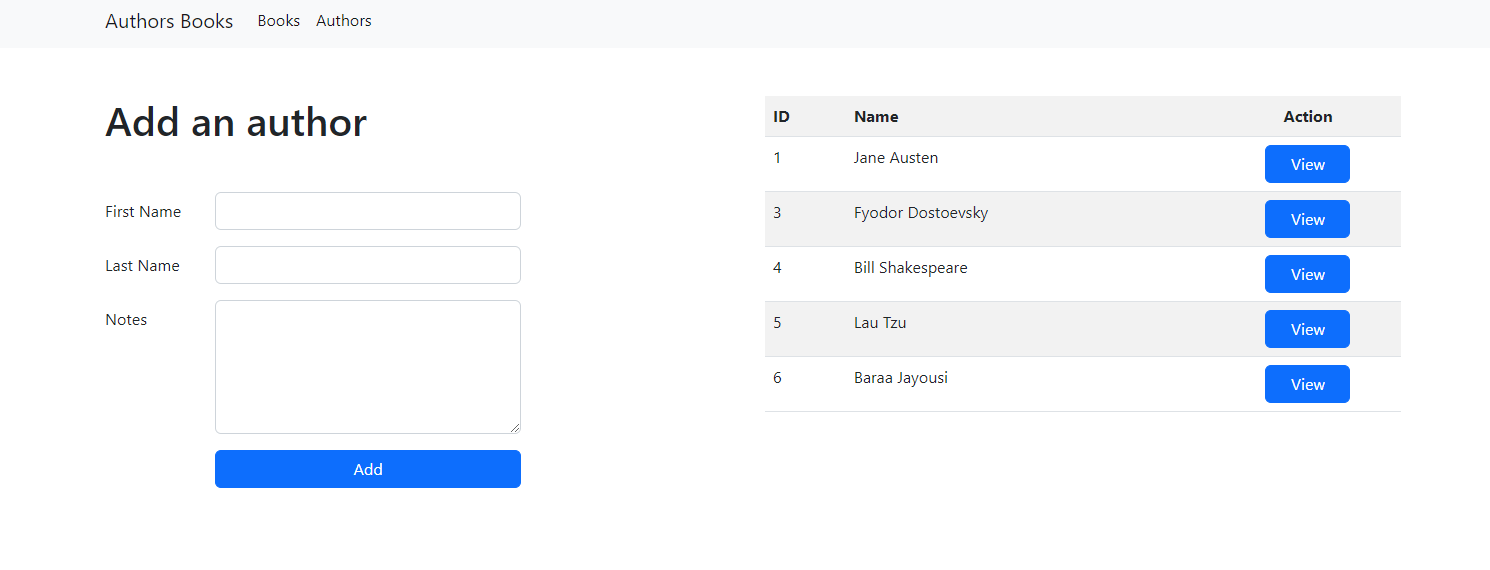 Authors Books Books Authors
Add an author
First Name
Last Name
Notes
Add
ID Name Action
1 Jane Austen View
3 Fyodor Dostoevsky View
4 Bill Shakespeare View
5 Lau Tzu View
6 Baraa Jayousi View